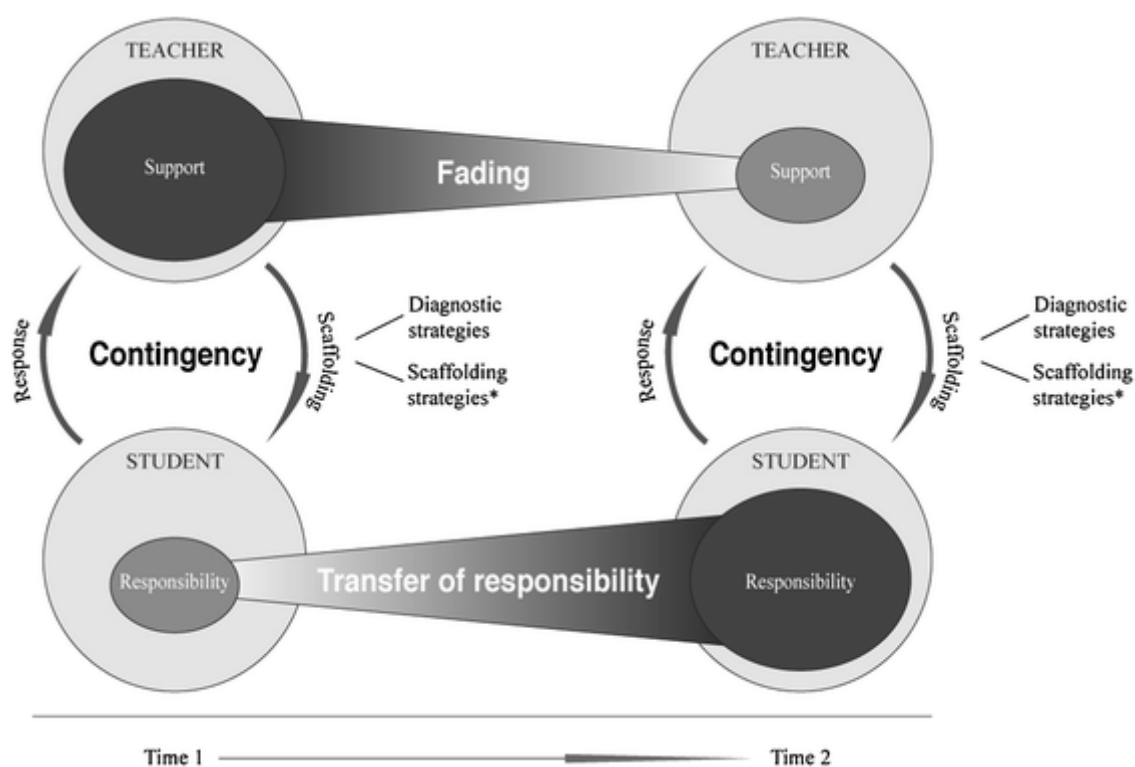 TEACHER
TEACHER
Support
Fading
Support
Response
Contingency
Scaffolding
Diagnostic
strategies
Scaffolding
strategies*
Response
Contingency
Scaffolding
Diagnostic
strategies
Scaffolding
strategies*
STUDENT
STUDENT
Responsibility
Transfer of responsibility
Responsibility
Time 1
Time 2